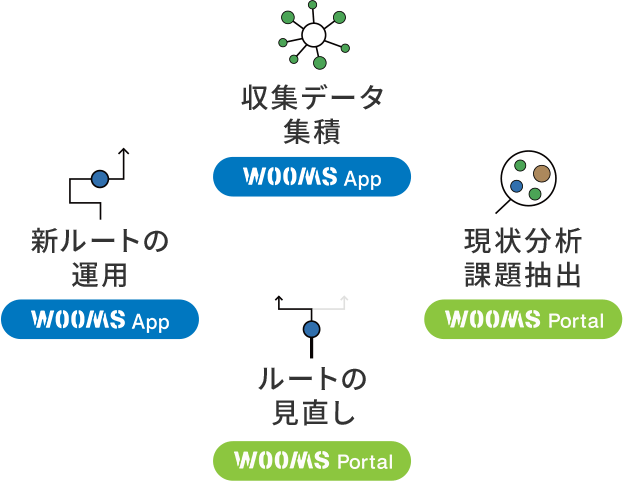 収集データ
集積
WOOMS App
新ルートの
運用
WOOMS App
現状分析
課題抽出
WOOMS Portal
ルートの
見直し
WOOMS Portal